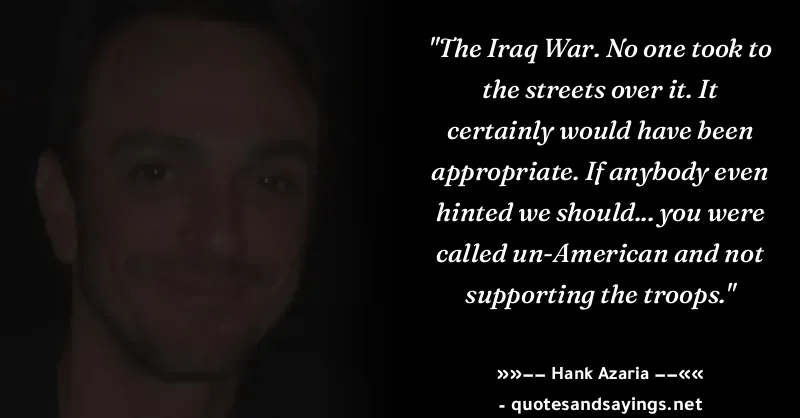 "The Iraq War. No one took to
the streets over it. It
certainly would have been
appropriate. If anybody even
hinted we should... you were
called un-American and not
supporting the troops."
»»−− Hank Azaria −−««
- quotesandsayings.net